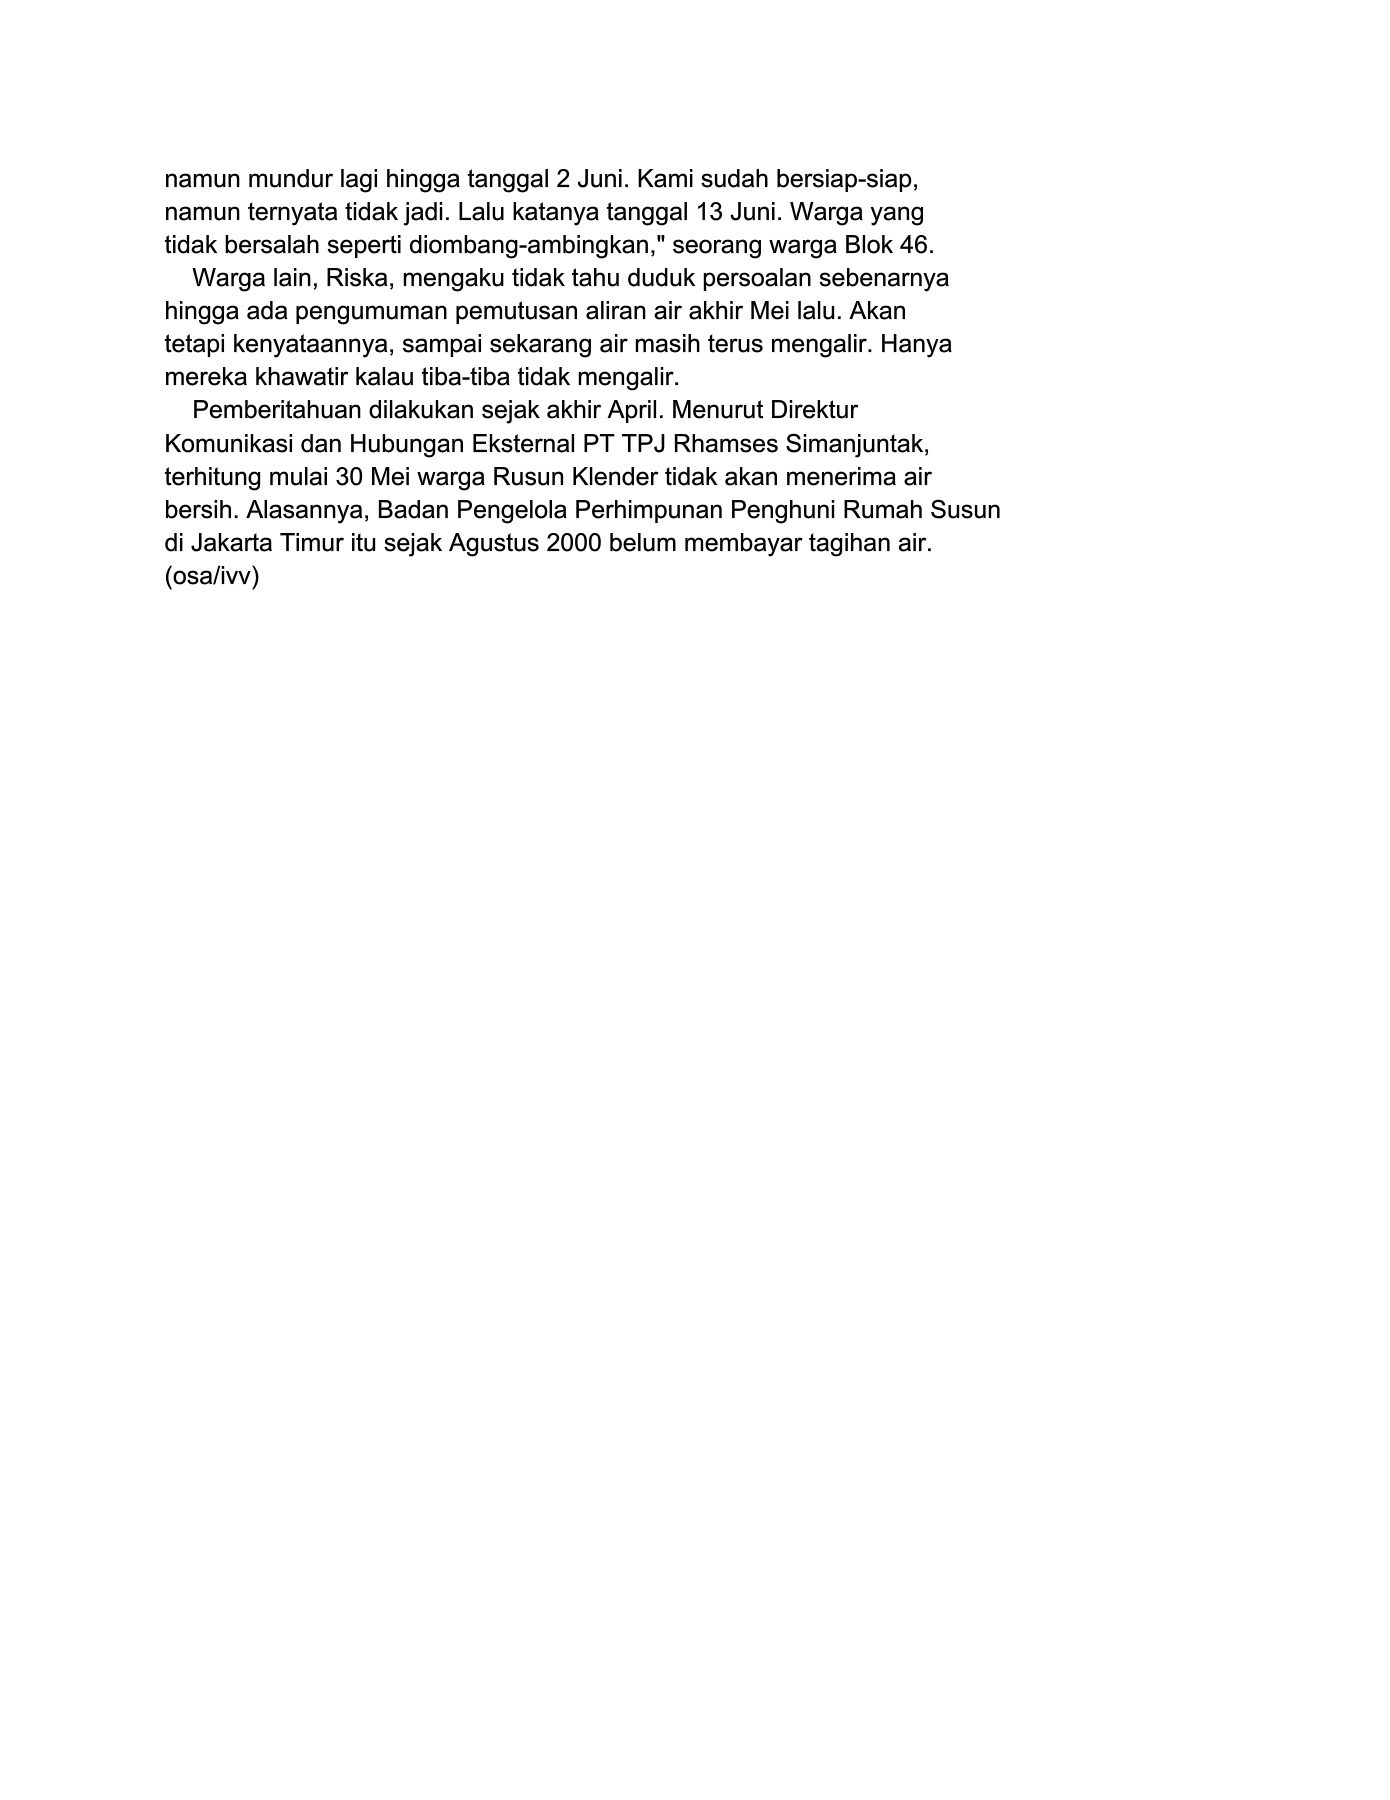 namun mundur lagi hingga tanggal 2 Juni. Kami sudah bersiap-siap,
namun ternyata tidak jadi. Lalu katanya tanggal 13 Juni. Warga yang
tidak bersalah seperti diombang-ambingkan," seorang warga Blok 46.
Warga lain, Riska, mengaku tidak tahu duduk persoalan sebenarnya
hingga ada pengumuman pemutusan aliran air akhir Mei lalu. Akan
tetapi kenyataannya, sampai sekarang air masih terus mengalir. Hanya
mereka khawatir kalau tiba-tiba tidak mengalir.
Pemberitahuan dilakukan sejak akhir April. Menurut Direktur
Komunikasi dan Hubungan Eksternal PT TPJ Rhamses Simanjuntak,
terhitung mulai 30 Mei warga Rusun Klender tidak akan menerima air
bersih. Alasannya, Badan Pengelola Perhimpunan Penghuni Rumah Susun
di Jakarta Timur itu sejak Agustus 2000 belum membayar tagihan air.
(osa/ivv)